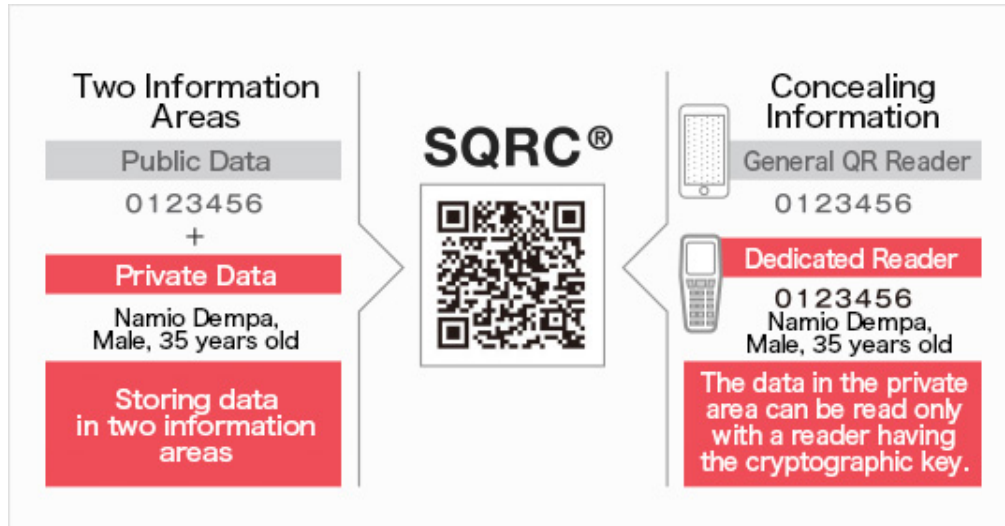 Two Information
Areas
Public Data
0123456
+
Private Data
Namio Dempa,
Male, 35 years old
Storing data
in two information
areas
SQRC®
Concealing
Information
General QR Reader
0123456
Dedicated Reader
0123456
Namio Dempa,
Male, 35 years old
The data in the private
area can be read only
with a reader having
the cryptographic key.